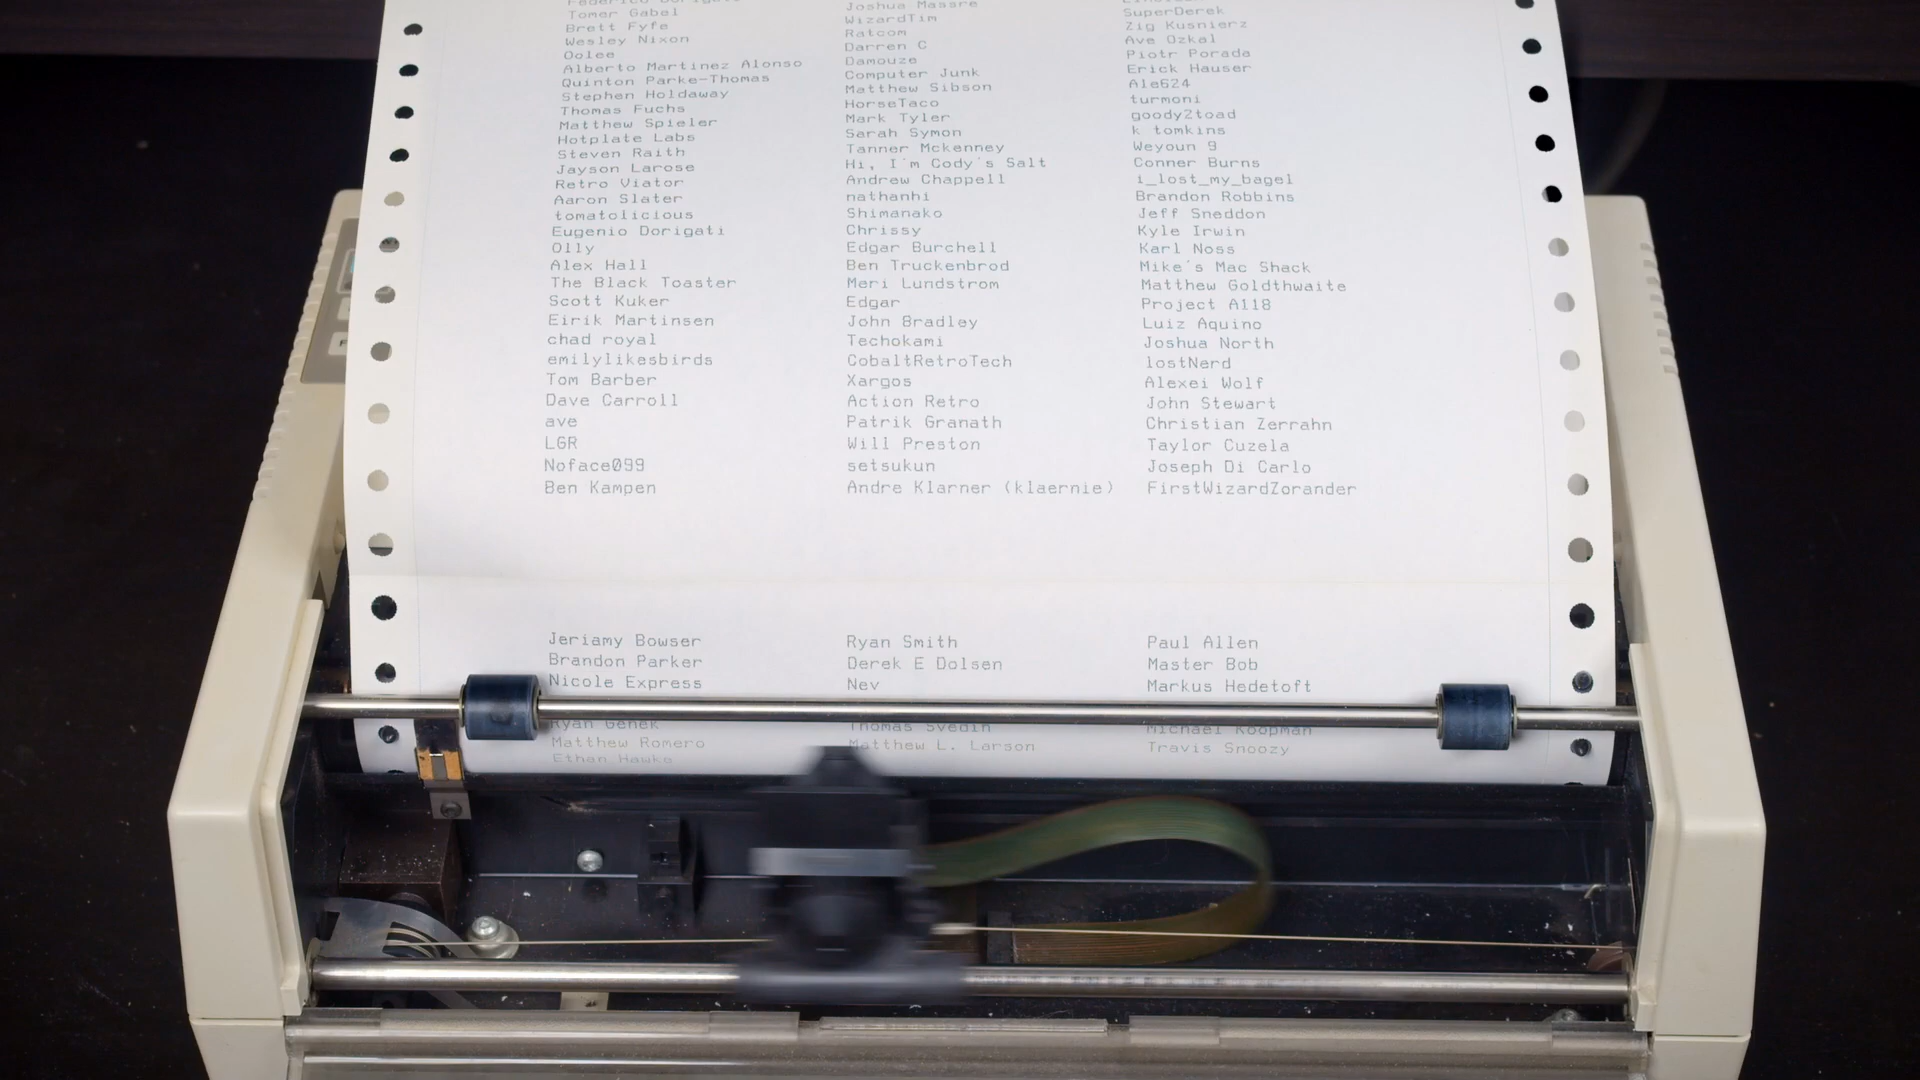 Tomer Gabel
Brett Fyfe
Wesley Nixon
Oolee
Alberto Martinez Alonso
Quinton Parke-Thomas
Stephen Holdaway
Thomas Fuchs
Matthew Spieler
Hotplate Labs
Steven Raith
Jayson Larose
Retro Viator
Aaron Slater
tomatolicious
Eugenio Dorigati
Olly
Alex Hall
The Black Toaster
Scott Kuker
Eirik Martinsen
chad royal
emilylikesbirds
Tom Barber
Dave Carroll
ave
LGR
Noface099
Ben Kampen
Joshua Massre
WizardTim
Ratcom
Darren C
Damouze
Computer Junk
Matthew Sibson
HorseTaco
Mark Tyler
Sarah Symon
Tanner Mckenney
Hi, I'm Cody's Salt
Andrew Chappell
nathanhi
Shimanako
Chrissy
Edgar Burchell
Ben Truckenbrod
Meri Lundstrom
Edgar
John Bradley
Techokami
CobaltRetroTech
Xargos
Action Retro
Patrik Granath
Will Preston
setsukun
Andre Klarner (klaernie)
SuperDerek
Zig Kusnierz
Ave Ozkal
Piotr Porada
Erick Hauser
Ale624
turmoni
goody2toad
k tomkins
Weyoun 9
Conner Burns
i_lost_my_bagel
Brandon Robbins
Jeff Sneddon
Kyle Irwin
Karl Noss
Mike's Mac Shack
Matthew Goldthwaite
Project A118
Luiz Aquino
Joshua North
lostNerd
Alexei Wolf
John Stewart
Christian Zerrahn
Taylor Cuzela
Joseph Di Carlo
FirstWizardZorander
Jeriamy Bowser
Brandon Parker
Nicole Express
Ryan Genek
Matthew Romero
Ethan Hawke
Ryan Smith
Derek E Dolsen
Nev
Thomas Svedin
Matthew L. Larson
Paul Allen
Master Bob
Markus Hedetoft
Michael Koopman
Travis Snoozy